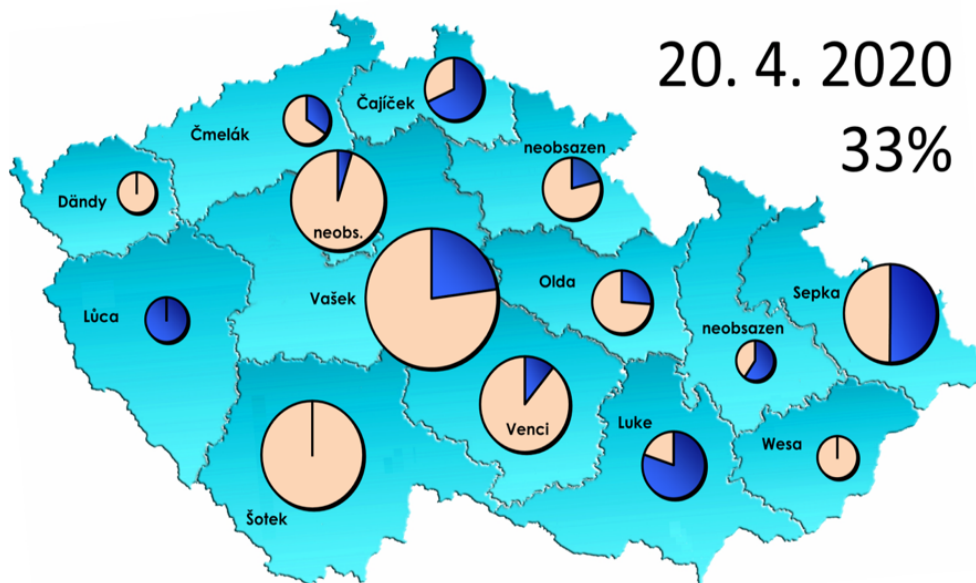 20. 4. 2020
33%
Čajíček
Čmelák
neobsazen
Dändy
neobs.
Olda
Vašek
Sepka
Lůca
neobsazen
Venci
Luke
Wesa
Šotek